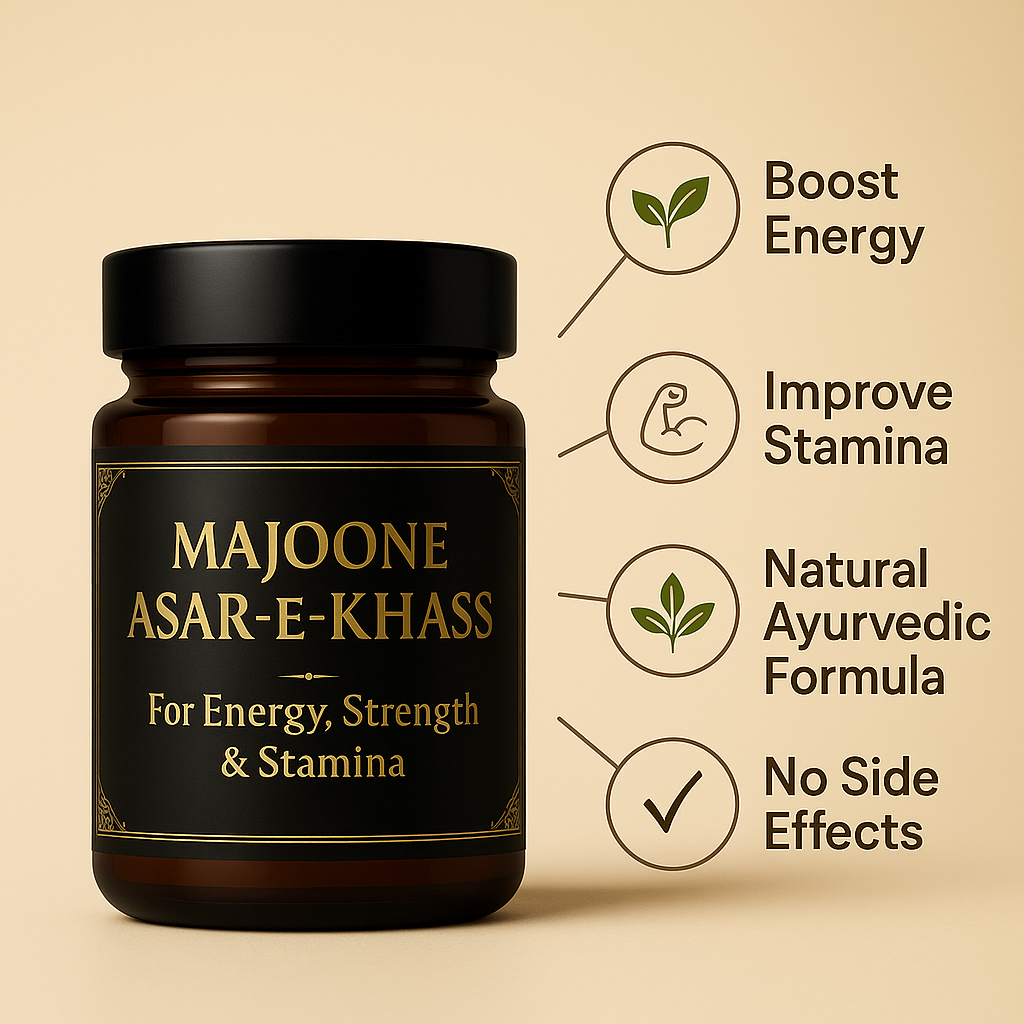 MAJOONE
ASAR-E-KHASS
For Energy, Strength
& Stamina
Boost
Energy
Improve
Stamina
Natural
Ayurvedic
Formula
No Side
Effects